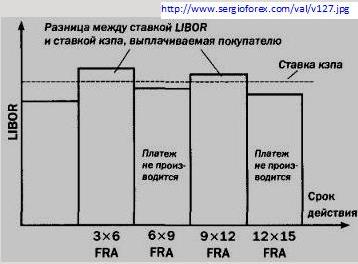 http://www.sergioforex.com/val/v127.jpg
Разница между ставкой LIBOR
и ставкой кэпа, выплачиваемая покупателю
Ставка кэпа
LIBOR
Платеж
не произ-
водится
Платеж
не произ-
водится
Срок
действия
3×6
FRA
6×9
FRA
9×12
FRA
12×15
FRA